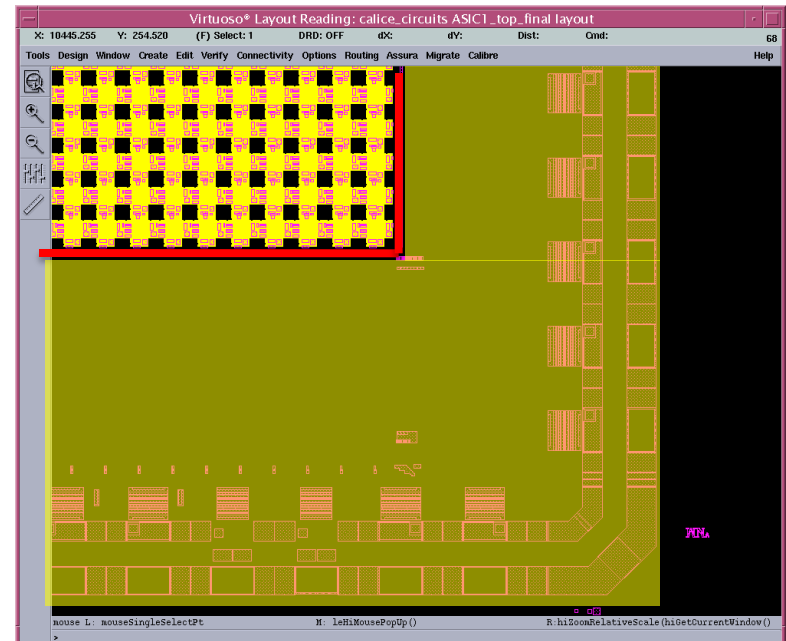 Virtuoso® Layout Reading: calice_circuits ASIC1_top_final layout
X: 10445.255 Y: 254.520 (F) Select: 1 DRD: OFF dX: dY: Dist: Cmd: 68
Tools Design Window Create Edit Verify Connectivity Options Routing Assura Migrate Calibre Help
mouse L: mouseSingleSelectPt M: leHiMousePopUp() R:hiZoomRelativeScale(hiGetCurrentWindow()
>